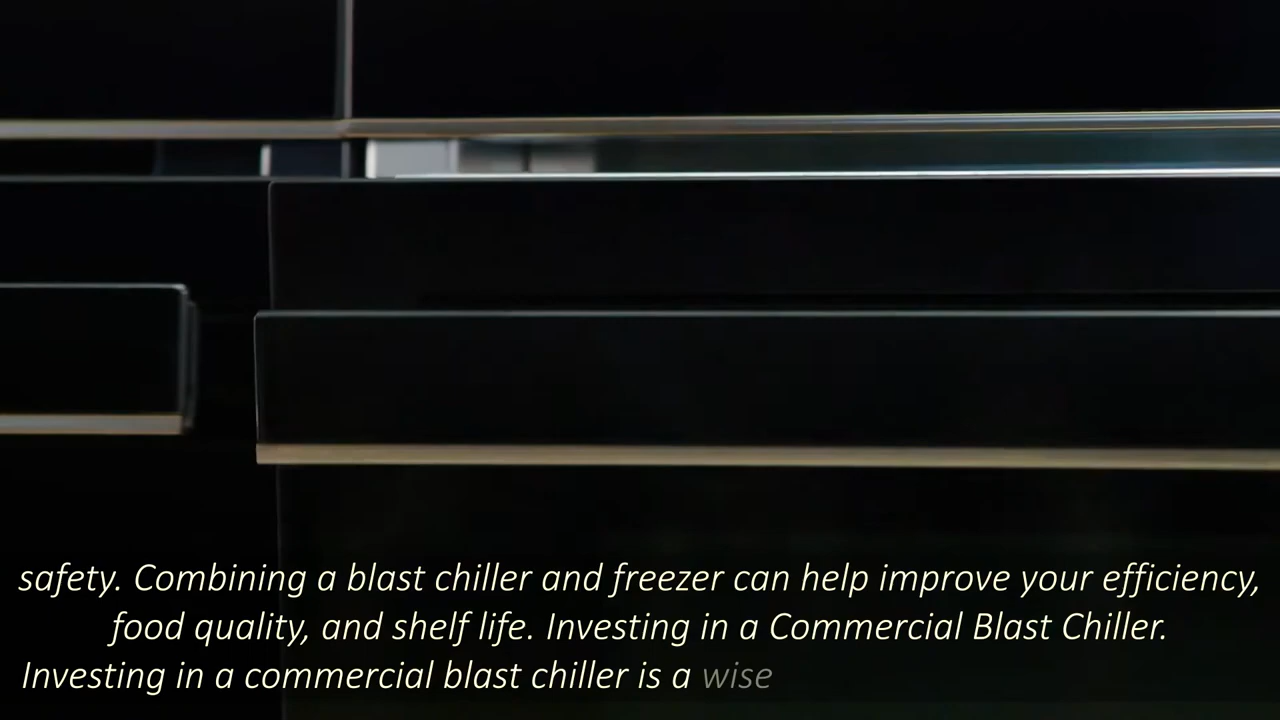 safety. Combining a blast chiller and freezer can help improve your efficiency,
food quality, and shelf life. Investing in a Commercial Blast Chiller.
Investing in a commercial blast chiller is a wise